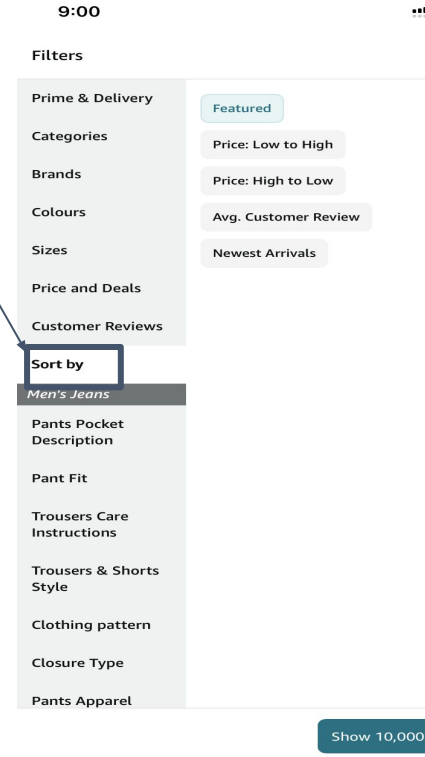 9:00
Filters
Prime & Delivery
Categories
Brands
Colours
Sizes
Price and Deals
Customer Reviews
Sort by
Men's Jeans
Pants Pocket
Description
Pant Fit
Trousers Care
Instructions
Trousers & Shorts
Style
Clothing pattern
Closure Type
Pants Apparel
Featured
Price: Low to High
Price: High to Low
Avg. Customer Review
Newest Arrivals
Show 10,000